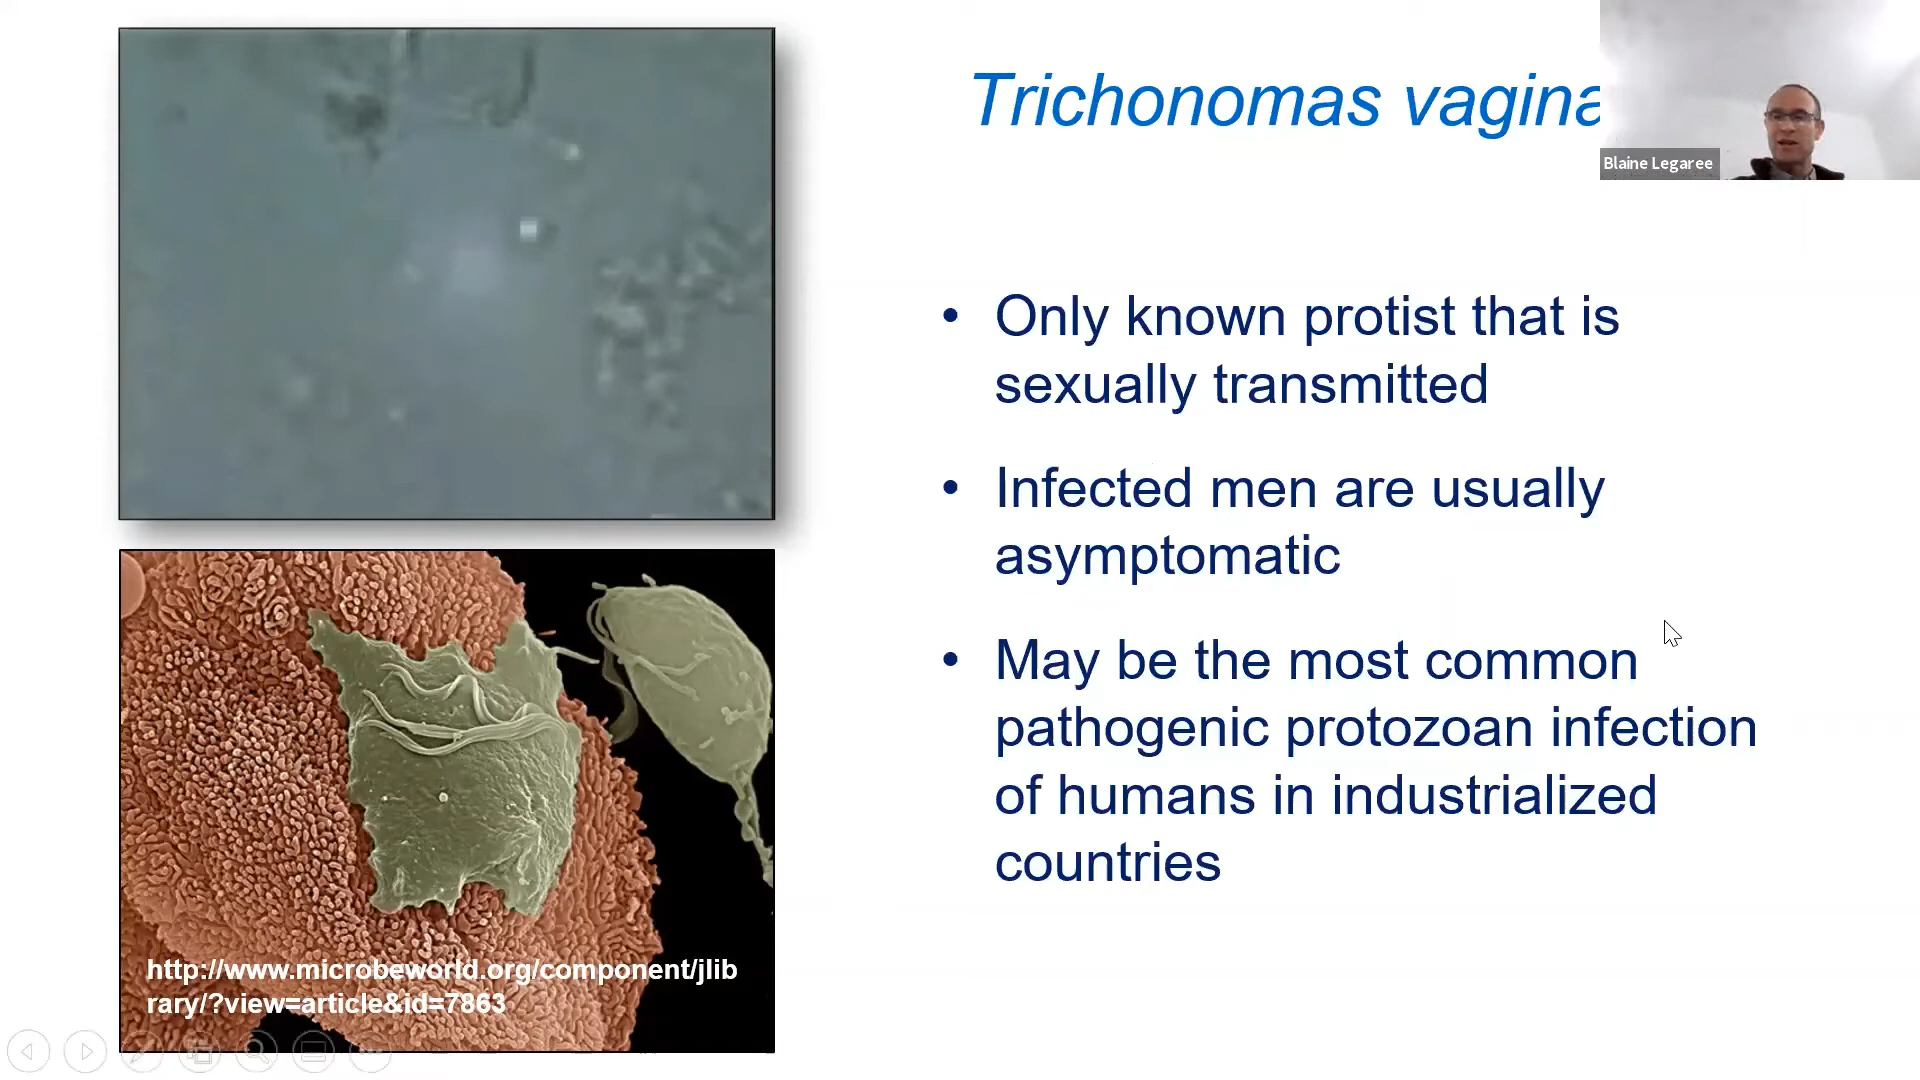 Trichonomas vagina
Blaine Legaree
• Only known protist that is
sexually transmitted
• Infected men are usually
asymptomatic
• May be the most common
pathogenic protozoan infection
of humans in industrialized
countries
http://www.microbeworld.org/component/jlib
rary/?view=article&id=7863